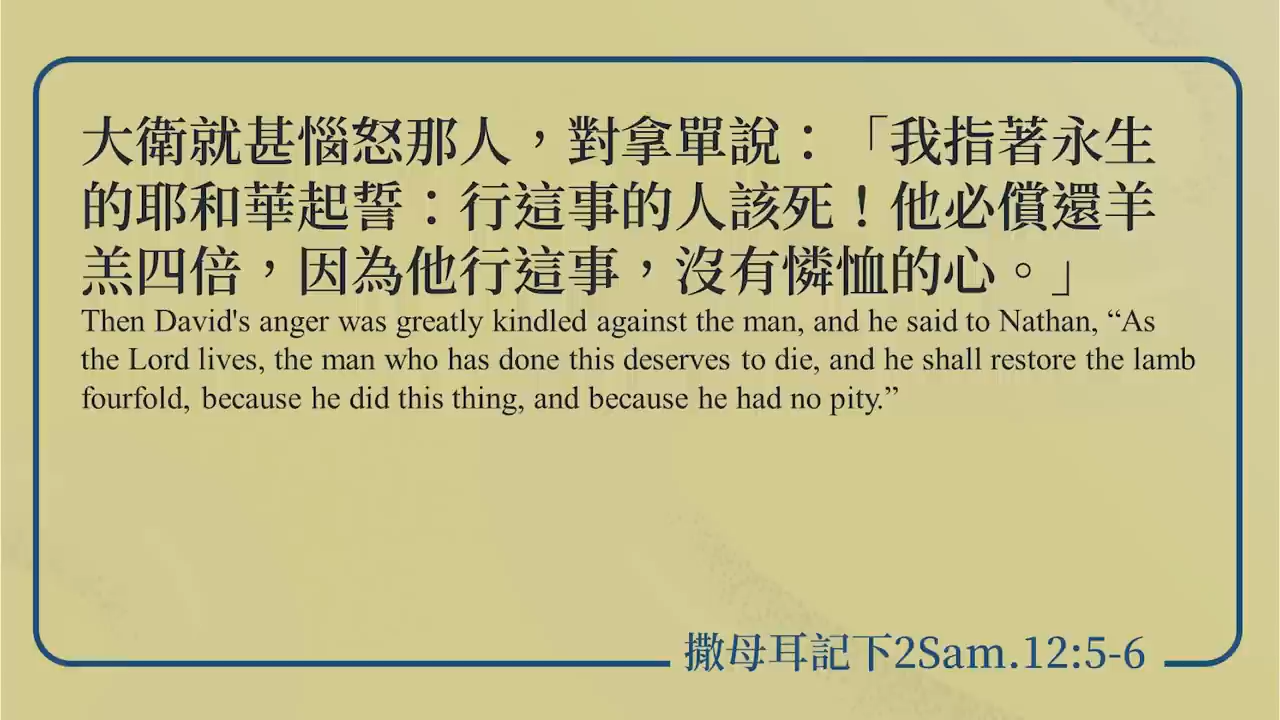 大衛就甚惱怒那人，對拿單說：「我指著永生
的耶和華起誓：行這事的人該死！他必償還羊
羔四倍，因為他行這事，沒有憐恤的心。」
Then David's anger was greatly kindled against the man, and he said to Nathan, “As
the Lord lives, the man who has done this deserves to die, and he shall restore the lamb
fourfold, because he did this thing, and because he had no pity.”
撒母耳記下2Sam.12:5-6